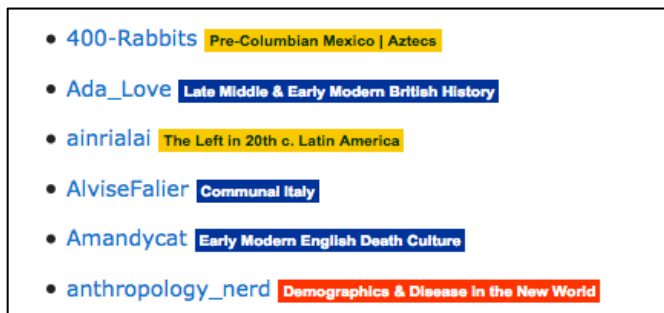 400-Rabbits Pre-Columbian Mexico | Aztecs
Ada_Love Late Middle & Early Modern British History
ainrialai The Left in 20th c. Latin America
AlviseFalier Communal Italy
Amandycat Early Modern English Death Culture
anthropology_nerd Demographics & Disease in the New World